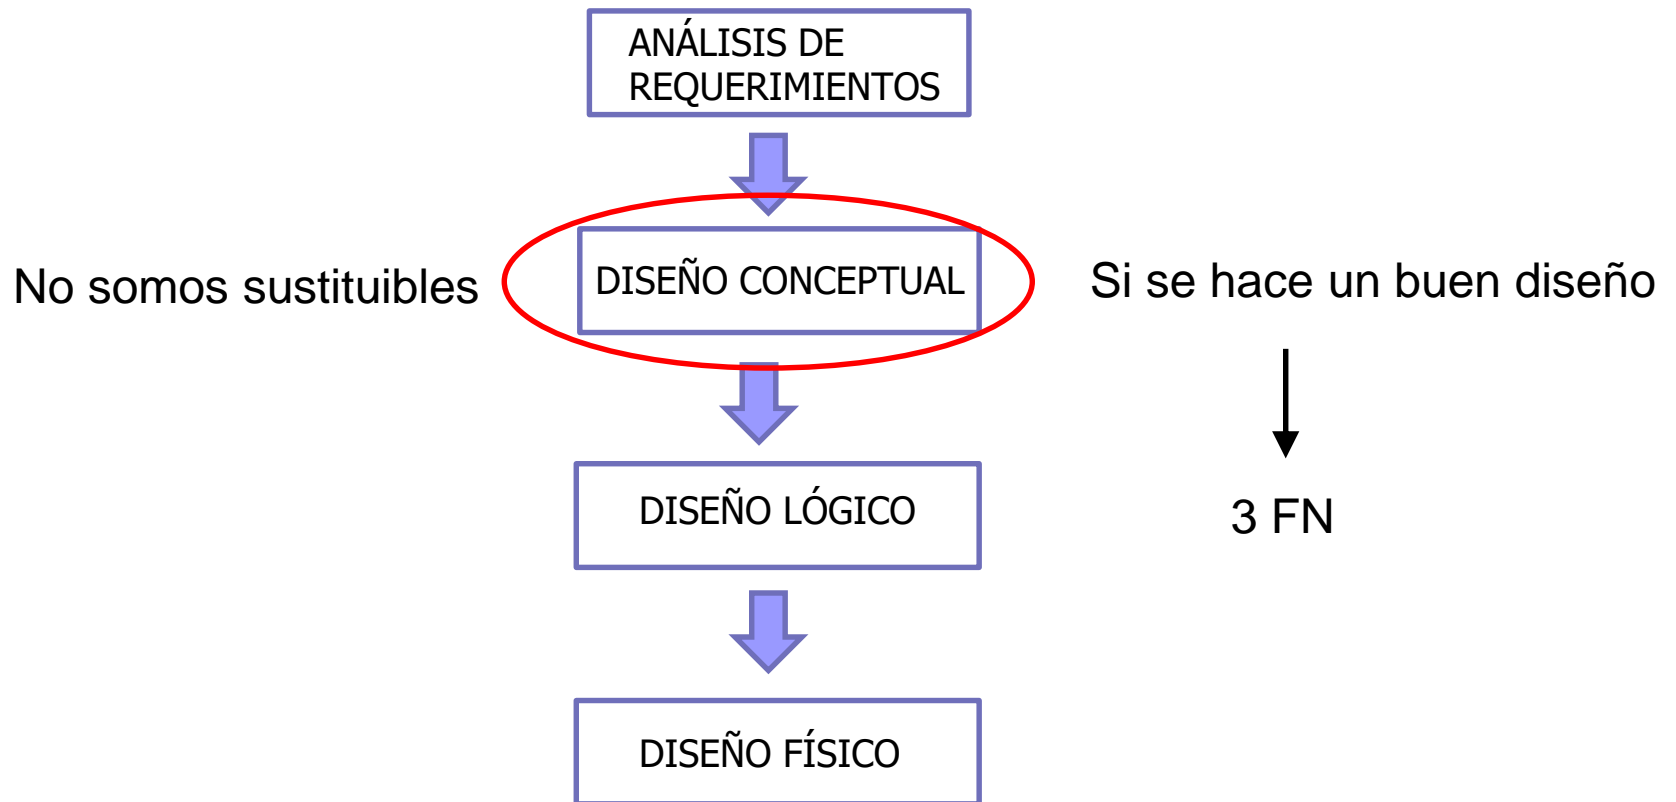 ANÁLISIS DE
REQUERIMIENTOS
No somos sustituibles
DISEÑO CONCEPTUAL
Si se hace un buen diseño
DISEÑO LÓGICO
3 FN
DISEÑO FÍSICO